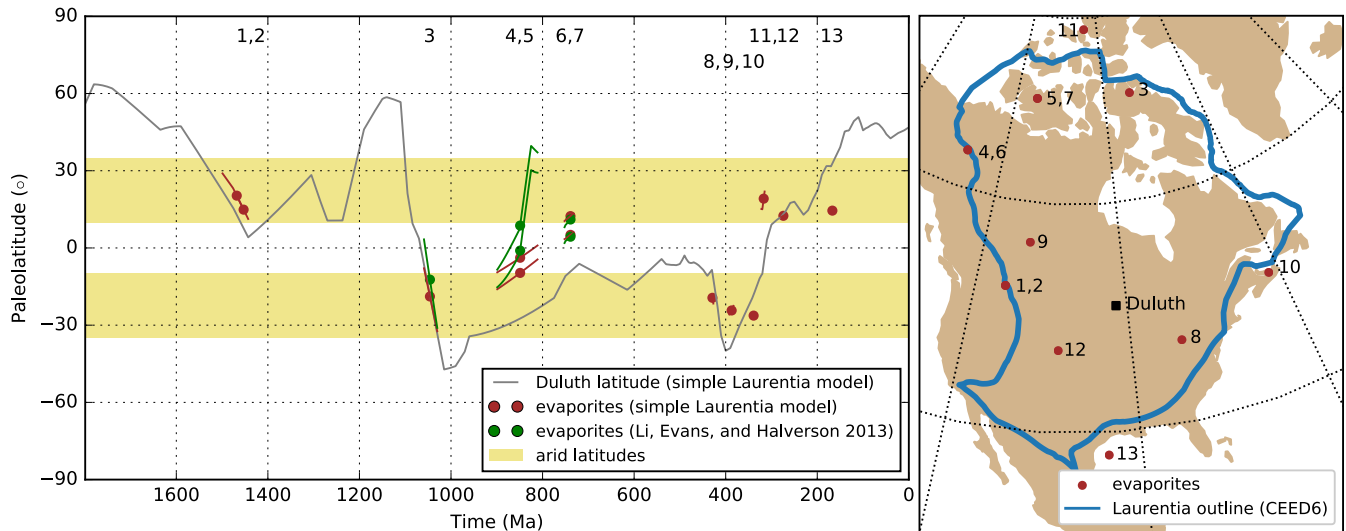 90
60
30
0
−30
−60
−90
Paleolatitude (○)
1,2
3
4,5
6,7
8,9,10
11,12
13
Duluth latitude (simple Laurentia model)
evaporites (simple Laurentia model)
evaporites (Li, Evans, and Halverson 2013)
arid latitudes
1600 1400 1200 1000 800 600 400 200 0
Time (Ma)
11
5,7
3
4,6
9
10
1,2
Duluth
8
12
13
evaporites
Laurentia outline (CEED6)